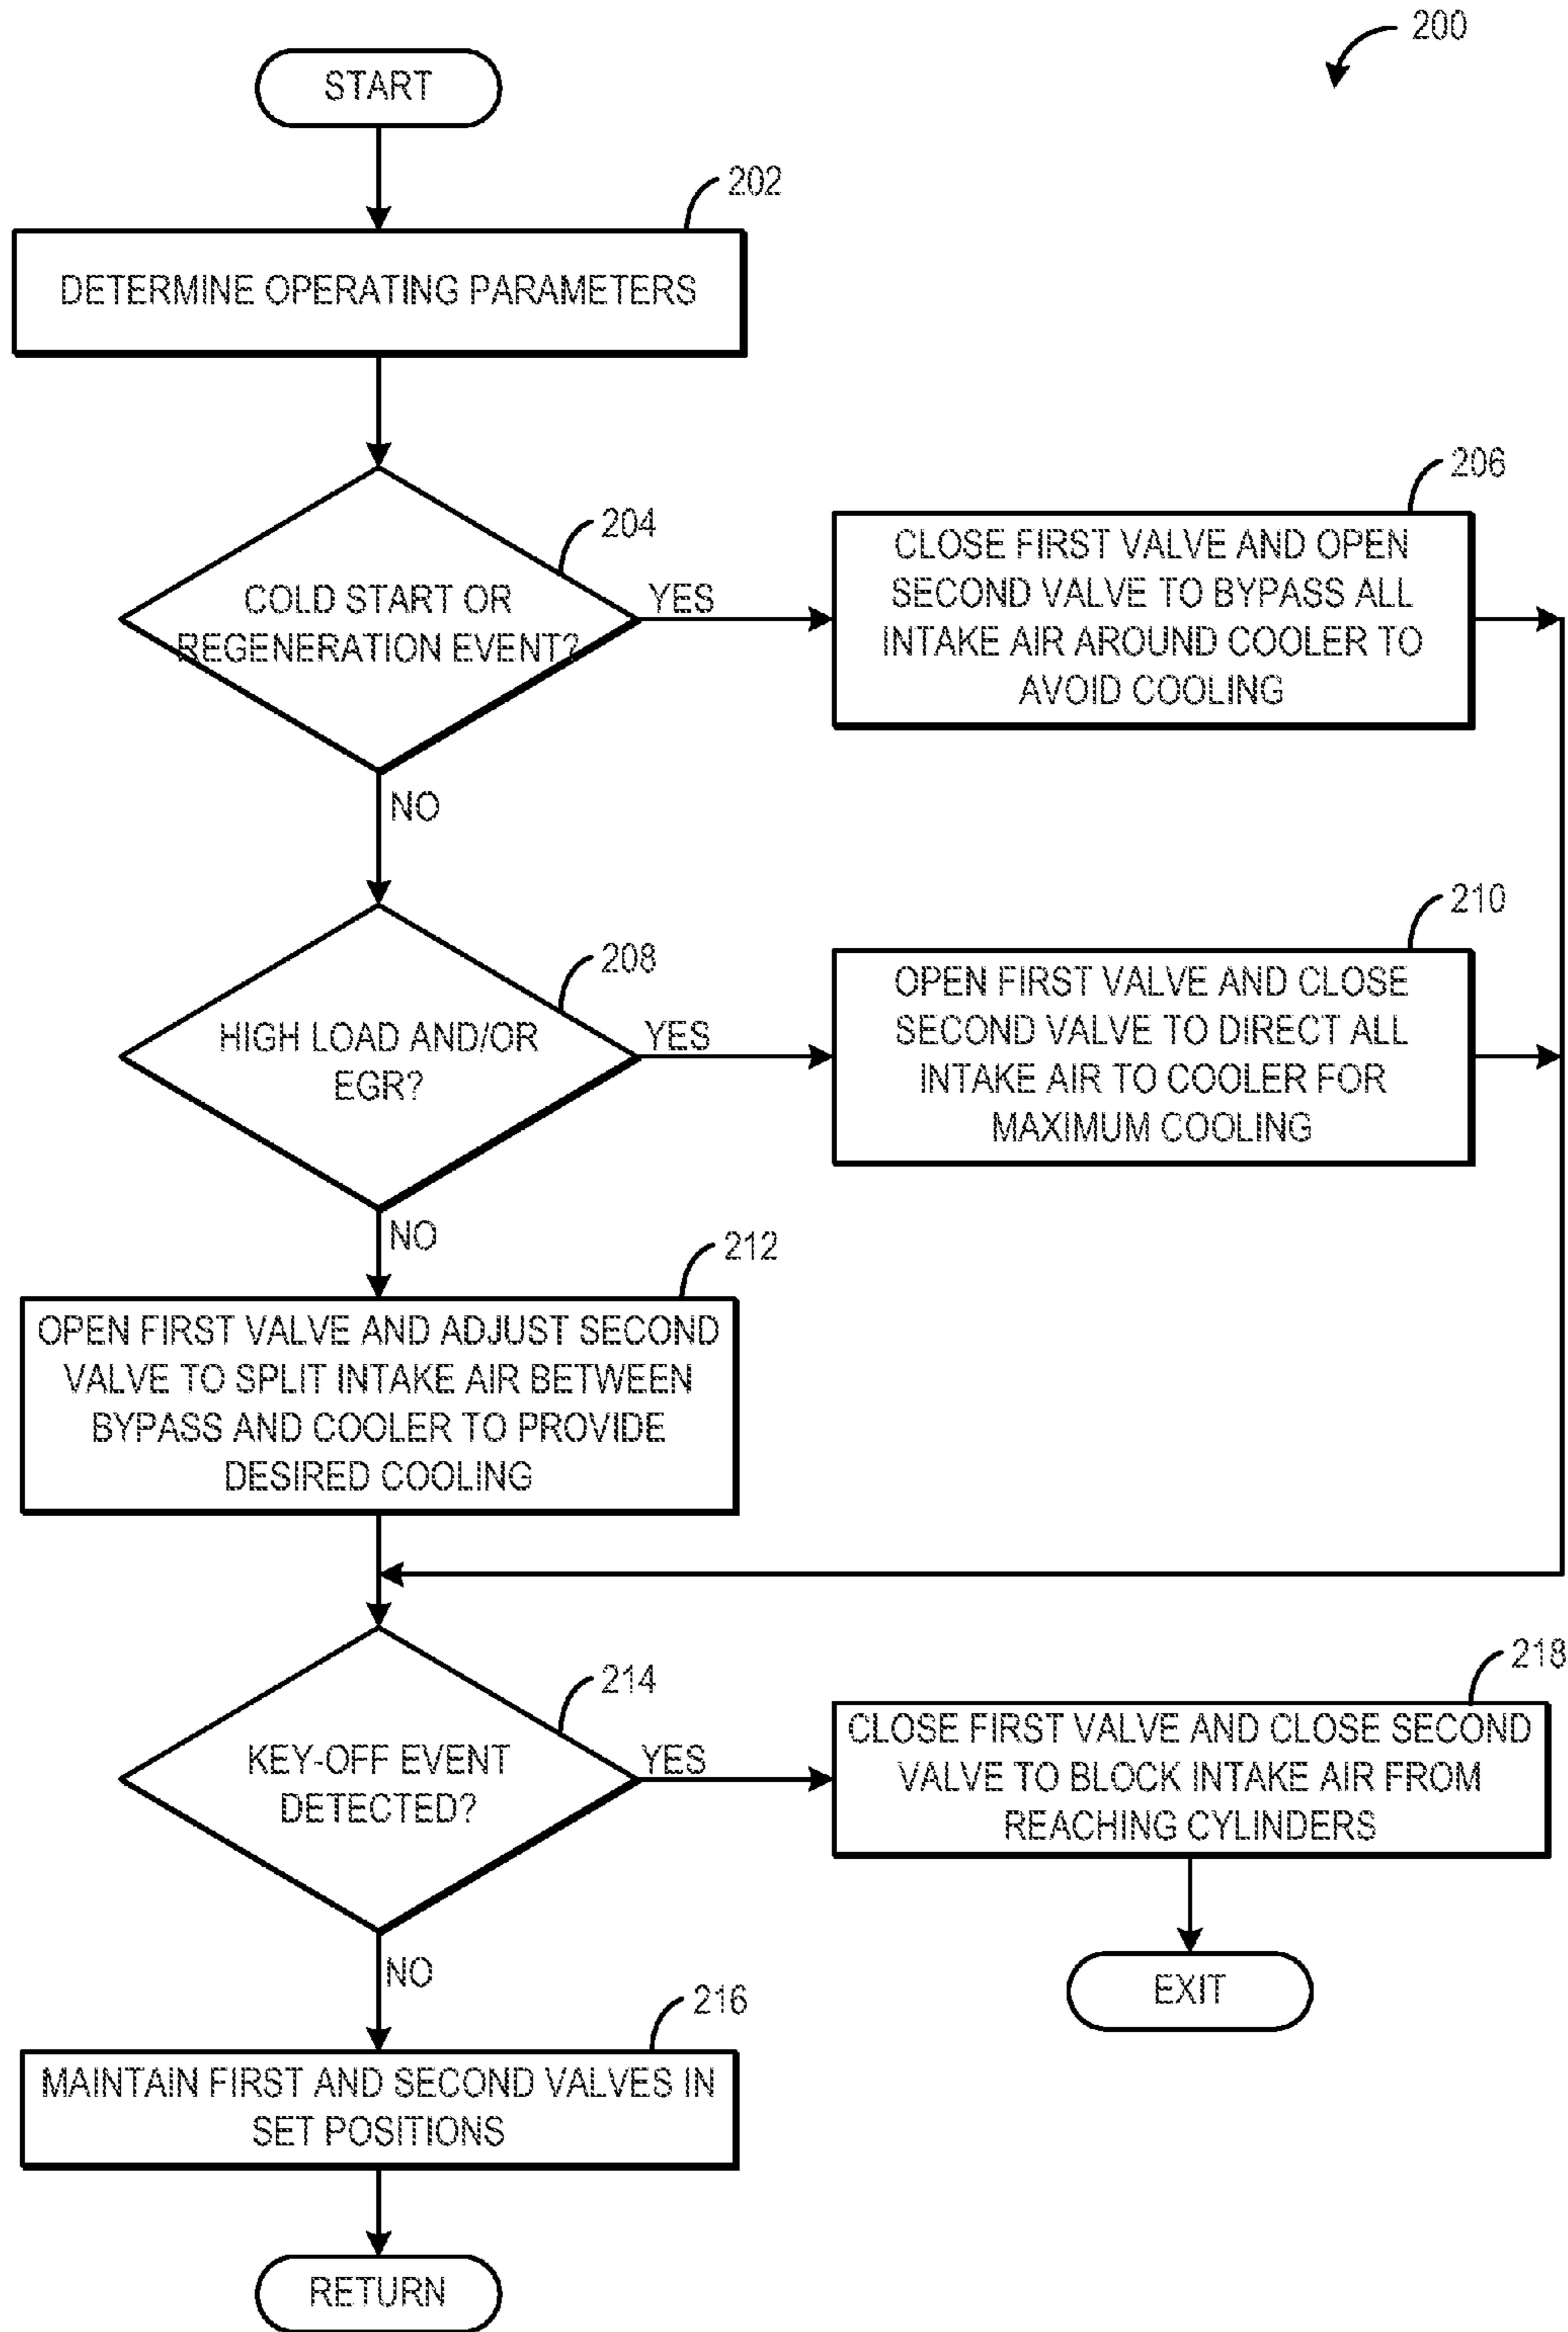 200
START
202
DETERMINE OPERATING PARAMETERS
204
COLD START OR
REGENERATION EVENT?
YES
NO
206
CLOSE FIRST VALVE AND OPEN
SECOND VALVE TO BYPASS ALL
INTAKE AIR AROUND COOLER TO
AVOID COOLING
208
HIGH LOAD AND/OR
EGR?
YES
NO
210
OPEN FIRST VALVE AND CLOSE
SECOND VALVE TO DIRECT ALL
INTAKE AIR TO COOLER FOR
MAXIMUM COOLING
212
OPEN FIRST VALVE AND ADJUST SECOND
VALVE TO SPLIT INTAKE AIR BETWEEN
BYPASS AND COOLER TO PROVIDE
DESIRED COOLING
214
KEY-OFF EVENT
DETECTED?
YES
NO
218
CLOSE FIRST VALVE AND CLOSE SECOND
VALVE TO BLOCK INTAKE AIR FROM
REACHING CYLINDERS
EXIT
216
MAINTAIN FIRST AND SECOND VALVES IN
SET POSITIONS
RETURN